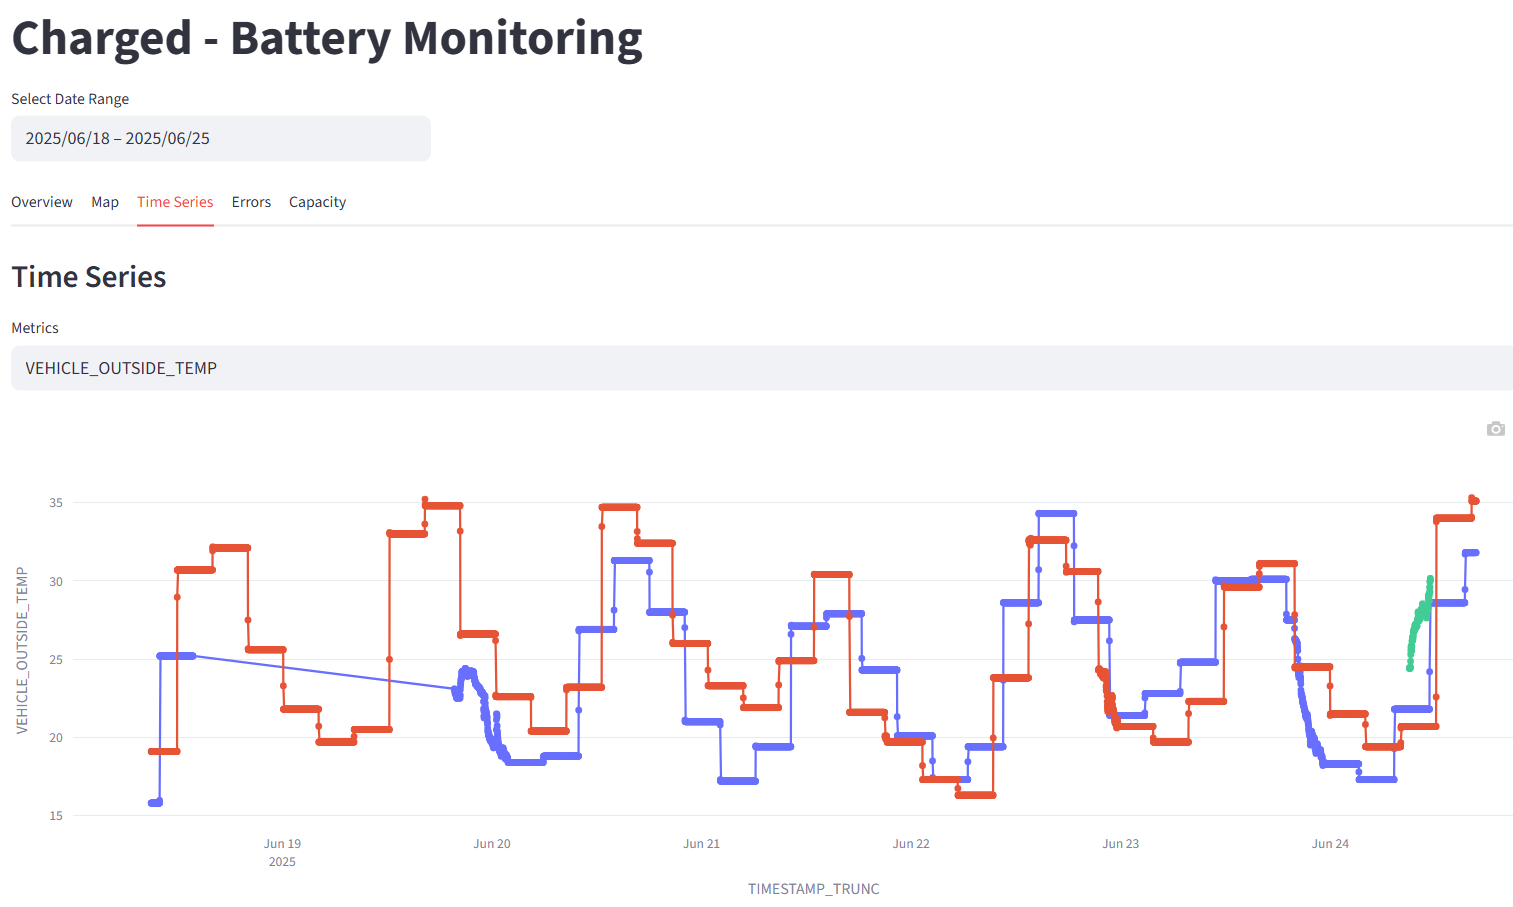 Charged - Battery Monitoring
Select Date Range
2025/06/18 – 2025/06/25
Overview Map Time Series Errors Capacity
Time Series
Metrics
VEHICLE_OUTSIDE_TEMP
VEHICLE_OUTSIDE_TEMP
35
30
25
20
15
Jun 19 Jun 20 Jun 21 Jun 22 Jun 23 Jun 24
2025
TIMESTAMP_TRUNC